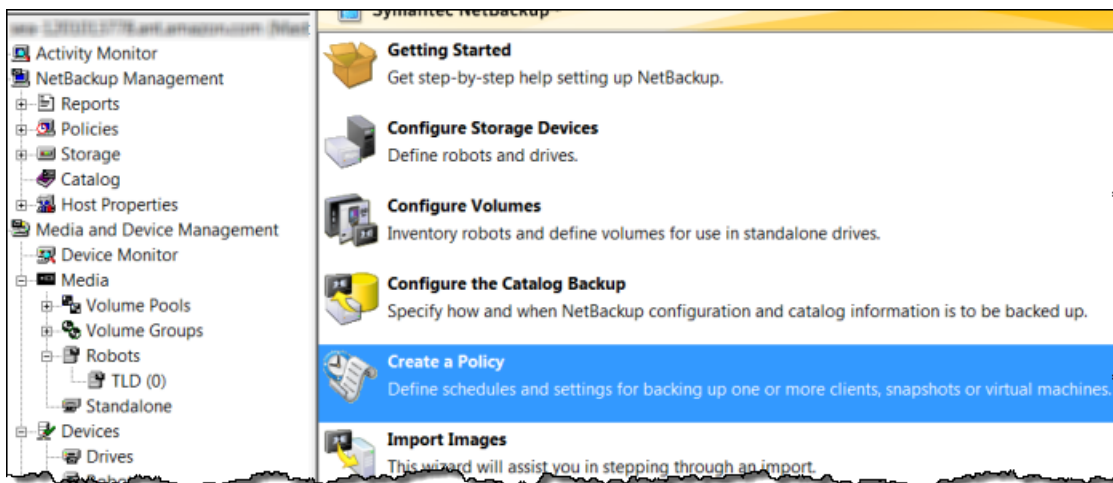 Activity Monitor
NetBackup Management
Reports
Policies
Storage
Catalog
Host Properties
Media and Device Management
Device Monitor
Media
Volume Pools
Volume Groups
Robots
TLD (0)
Standalone
Devices
Drives
Symantec NetBackup
Getting Started
Get step-by-step help setting up NetBackup.
Configure Storage Devices
Define robots and drives.
Configure Volumes
Inventory robots and define volumes for use in standalone drives.
Configure the Catalog Backup
Specify how and when NetBackup configuration and catalog information is to be backed up.
Create a Policy
Define schedules and settings for backing up one or more clients, snapshots or virtual machines.
Import Images
This wizard will assist you in stepping through an import.